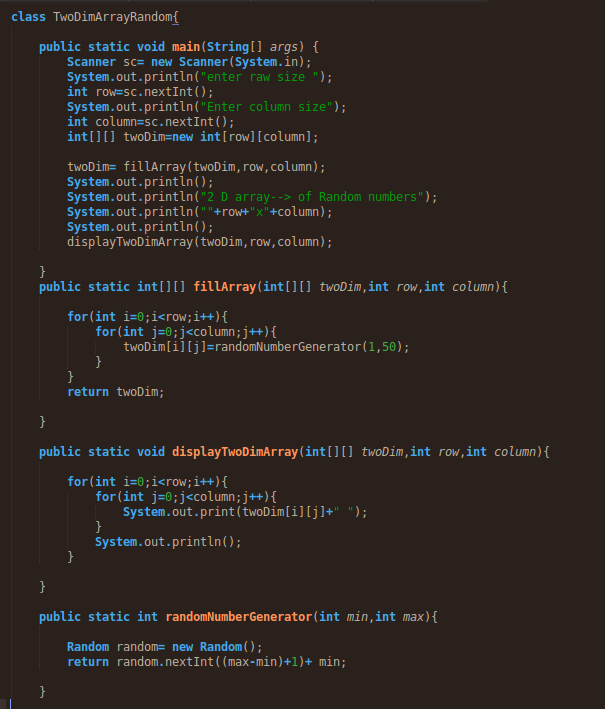 class TwoDimArrayRandom{
public static void main(String[] args) {
Scanner sc= new Scanner(System.in);
System.out.println("enter raw size ");
int row=sc.nextInt();
System.out.println("Enter column size");
int column=sc.nextInt();
int[][] twoDim=new int[row][column];
twoDim= fillArray(twoDim,row,column);
System.out.println();
System.out.println("2 D array--> of Random numbers");
System.out.println(""+row+"x"+column);
System.out.println();
displayTwoDimArray(twoDim,row,column);
}
public static int[][] fillArray(int[][] twoDim,int row,int column){
for(int i=0;i<row;i++){
for(int j=0;j<column;j++){
twoDim[i][j]=randomNumberGenerator(1,50);
}
}
return twoDim;
}
public static void displayTwoDimArray(int[][] twoDim,int row,int column){
for(int i=0;i<row;i++){
for(int j=0;j<column;j++){
System.out.print(twoDim[i][j]+" ");
}
System.out.println();
}
}
public static int randomNumberGenerator(int min,int max){
Random random= new Random();
return random.nextInt((max-min)+1)+ min;
}